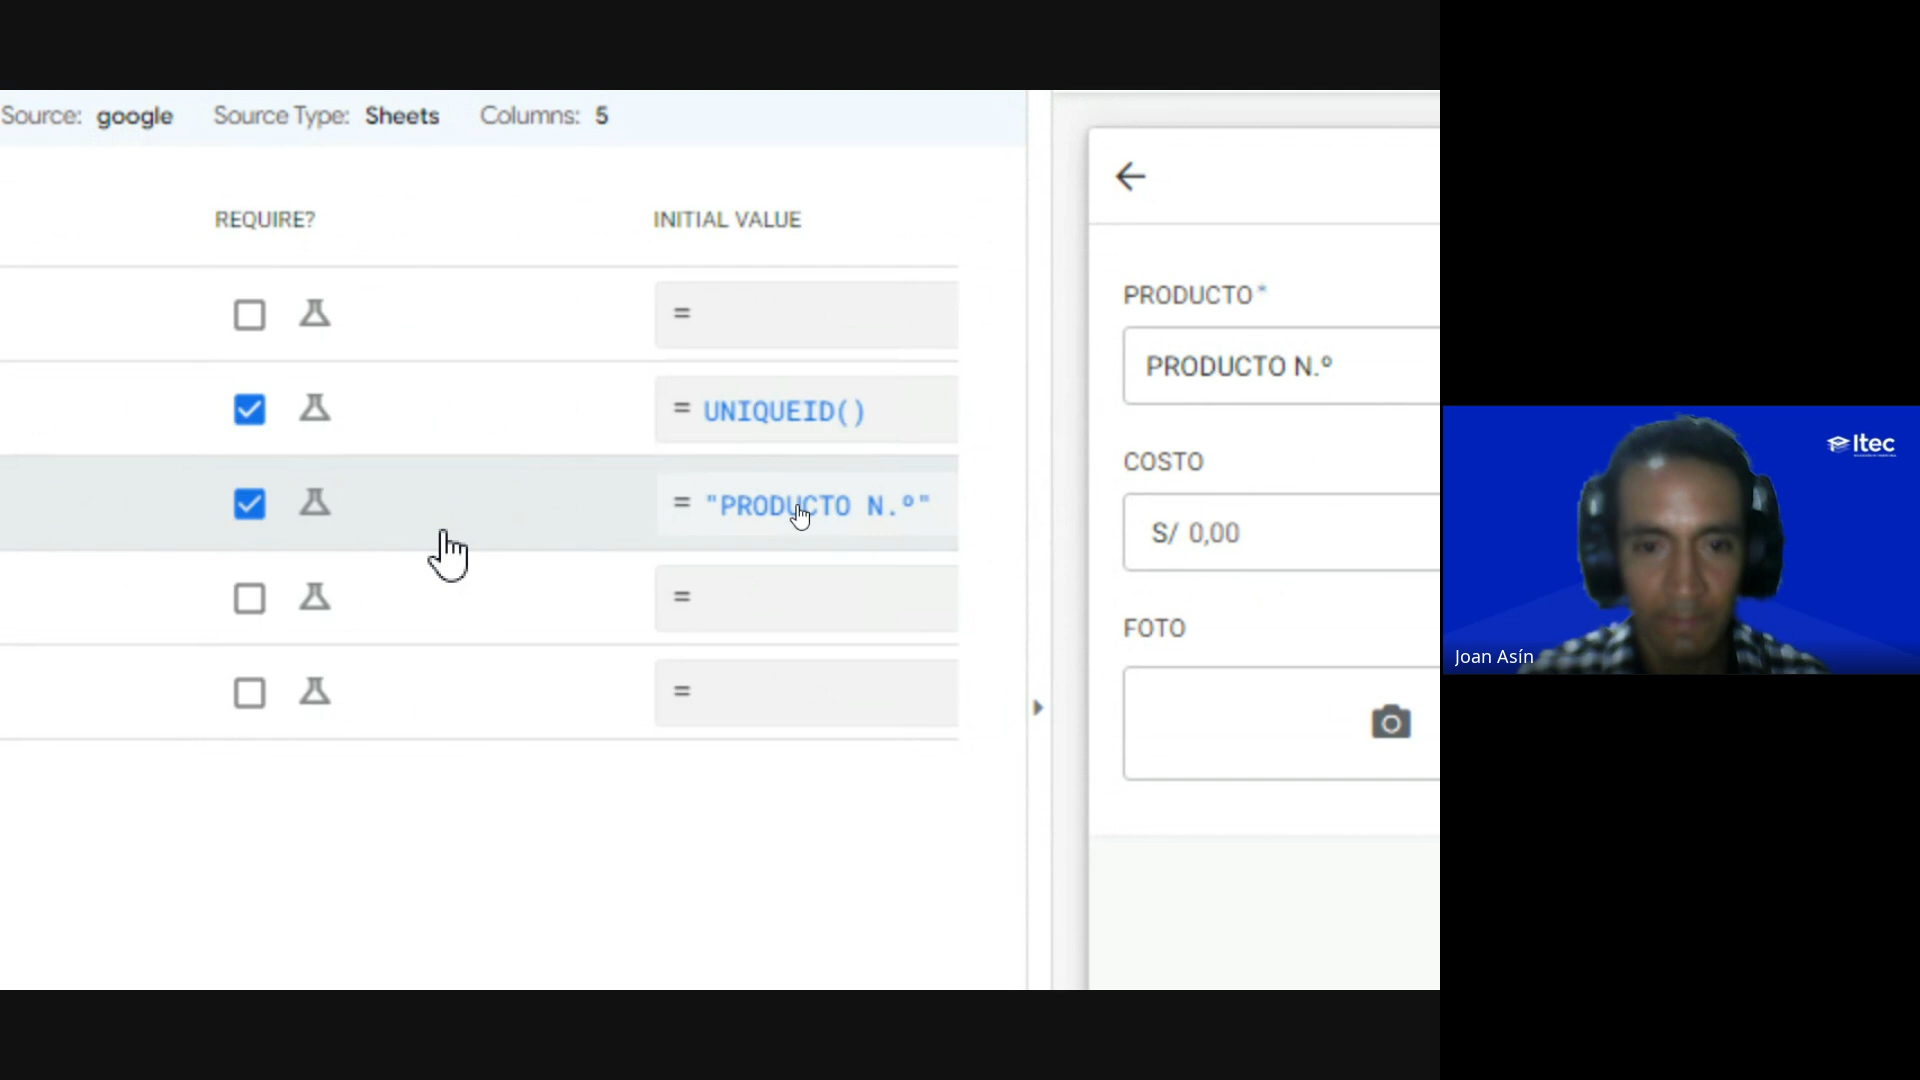 Source: google Source Type: Sheets Columns: 5
REQUIRE? INITIAL VALUE
=
= UNIQUEID()
= "PRODUCTO N.º"
=
=
PRODUCTO*
PRODUCTO N.º
COSTO
S/ 0,00
FOTO
Itec
Joan Asín